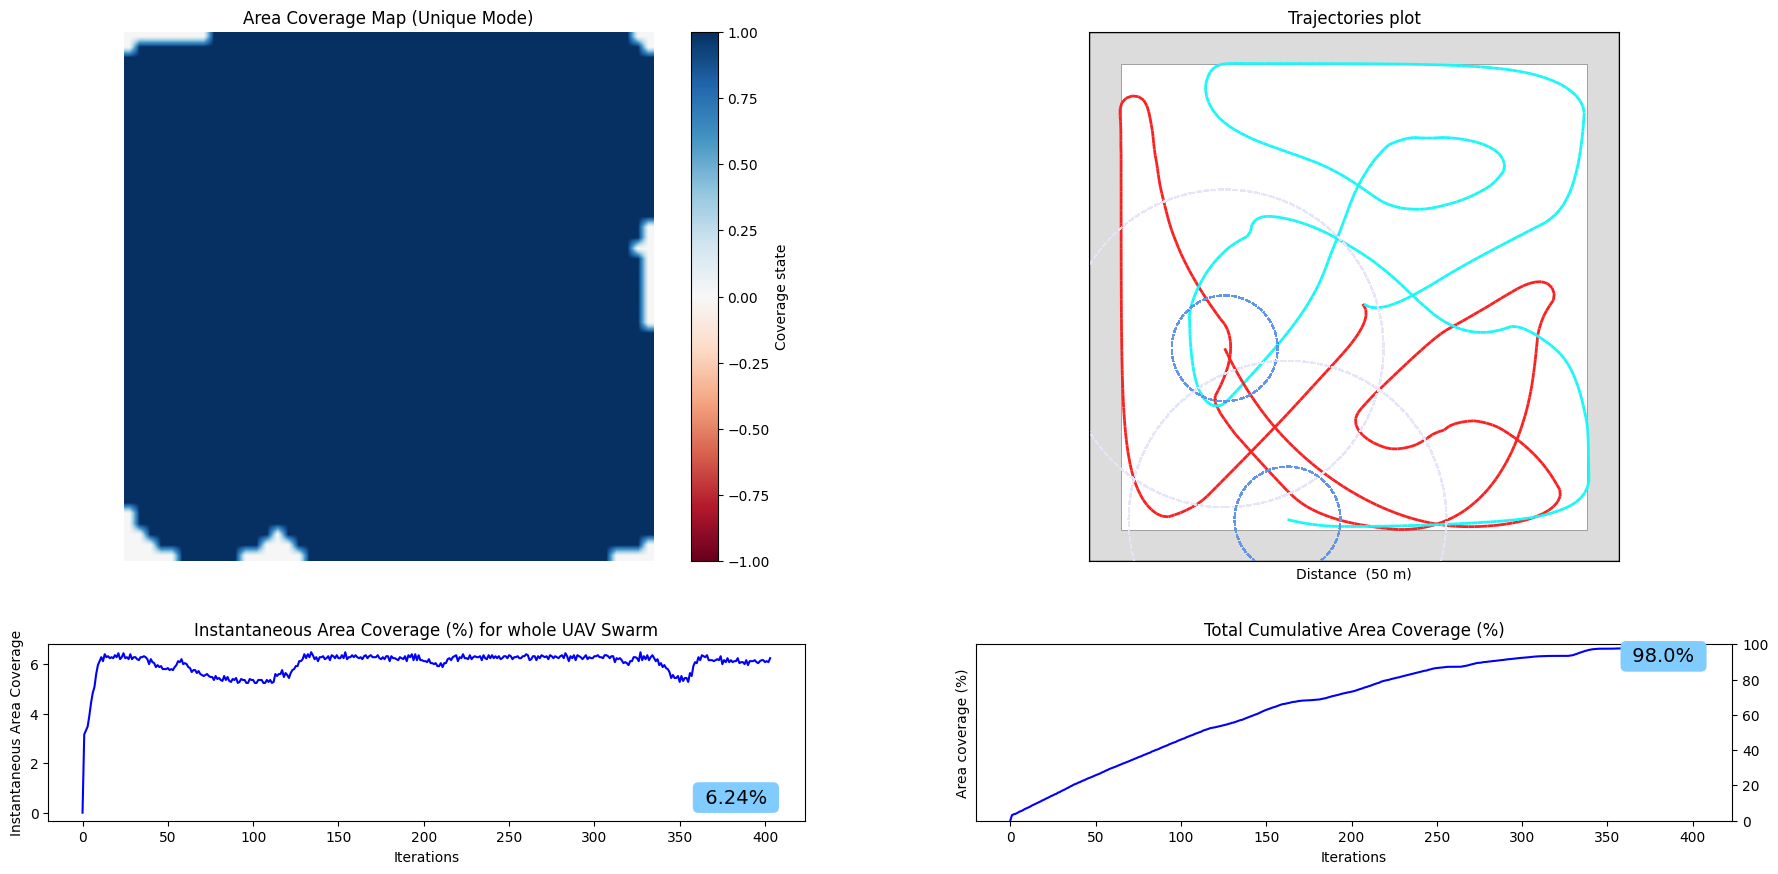 Area Coverage Map (Unique Mode)
1.00
0.75
0.50
0.25
0.00
−0.25
−0.50
−0.75
−1.00
Coverage state
Trajectories plot
Distance  (50 m)
Instantaneous Area Coverage (%) for whole UAV Swarm
Instantaneous Area Coverage
6
4
2
0
6.24%
0 50 100 150 200 250 300 350 400
Iterations
Total Cumulative Area Coverage (%)
Area coverage (%)
98.0%
100
80
60
40
20
0
0 50 100 150 200 250 300 350 400
Iterations